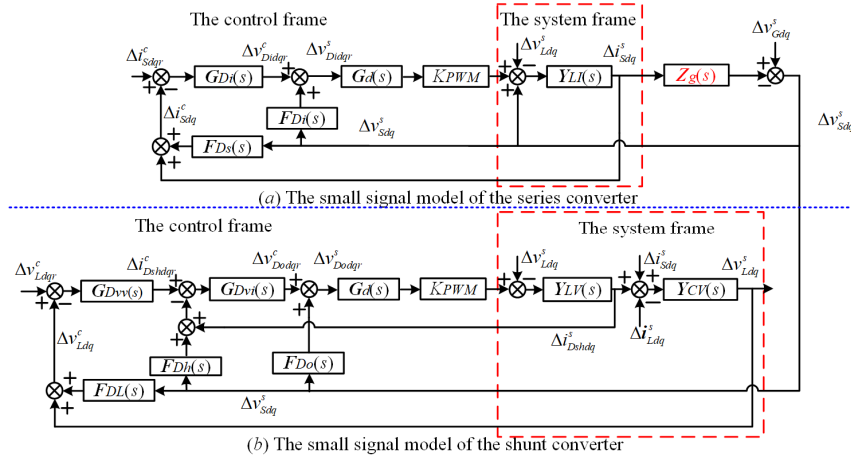 The control frame
The system frame
Δi^c_Sdqr
G_Di(s)
Δv^c_Didqr
Δv^s_Didqr
G_d(s)
K_PWM
Δv^s_Ldq
Y_LI(s)
Δi^s_Sdq
Z_g(s)
Δv^s_Gdq
Δi^c_Sdq
F_Di(s)
F_Ds(s)
Δv^s_Sdq
Δv^s_Sdq
(a) The small signal model of the series converter
The control frame
The system frame
Δv^c_Ldqr
G_Dvv(s)
Δi^c_Dshdqr
G_Dvi(s)
Δv^c_Dodqr
Δv^s_Dodqr
G_d(s)
K_PWM
Δv^s_Ldq
Y_LV(s)
Δi^s_Sdq
Y_CV(s)
Δv^s_Ldq
Δv^c_Ldq
Δi^s_Dshdq
Δi^s_Ldq
F_Dh(s)
F_Do(s)
F_DL(s)
Δv^s_Sdq
(b) The small signal model of the shunt converter